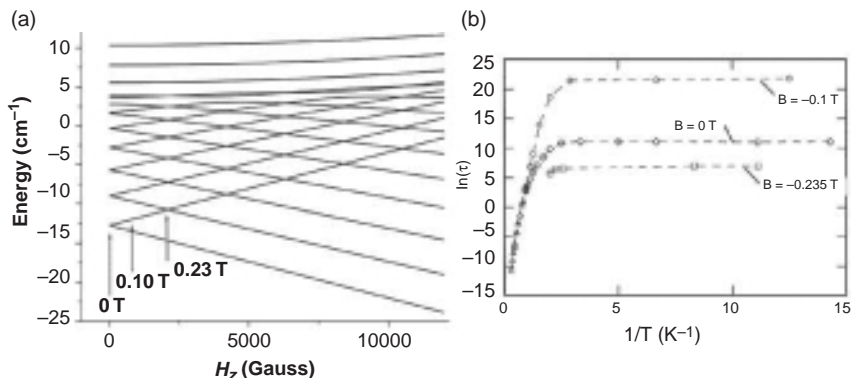 (a)
10
5
0
–5
–10
–15
–20
–25
Energy (cm⁻¹)
0 T
0.10 T
0.23 T
0
5000
10000
H_Z (Gauss)
(b)
25
20
15
10
5
0
–5
–10
–15
ln(τ)
B = –0.1 T
B = 0 T
B = –0.235 T
0
5
10
15
1/T (K⁻¹)